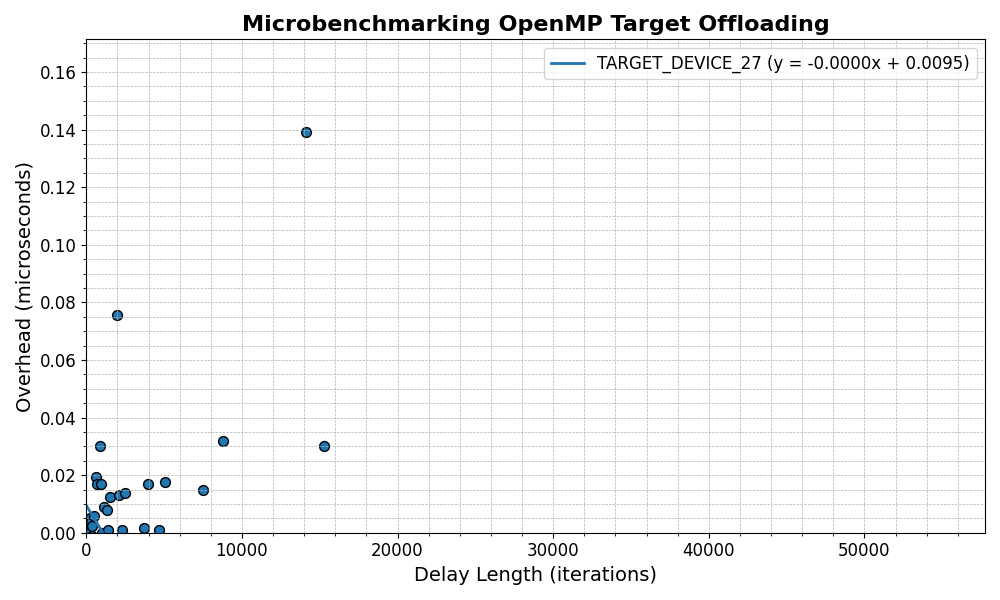 Microbenchmarking OpenMP Target Offloading
TARGET_DEVICE_27 (y = -0.0000x + 0.0095)
Overhead (microseconds)
0.16
0.14
0.12
0.10
0.08
0.06
0.04
0.02
0.00
0 10000 20000 30000 40000 50000
Delay Length (iterations)